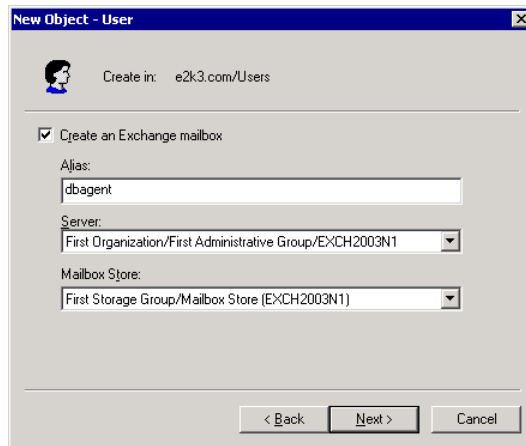 New Object - User
Create in: e2k3.com/Users
Create an Exchange mailbox
Alias:
dbagent
Server:
First Organization/First Administrative Group/EXCH2003N1
Mailbox Store:
First Storage Group/Mailbox Store (EXCH2003N1)
< Back Next > Cancel